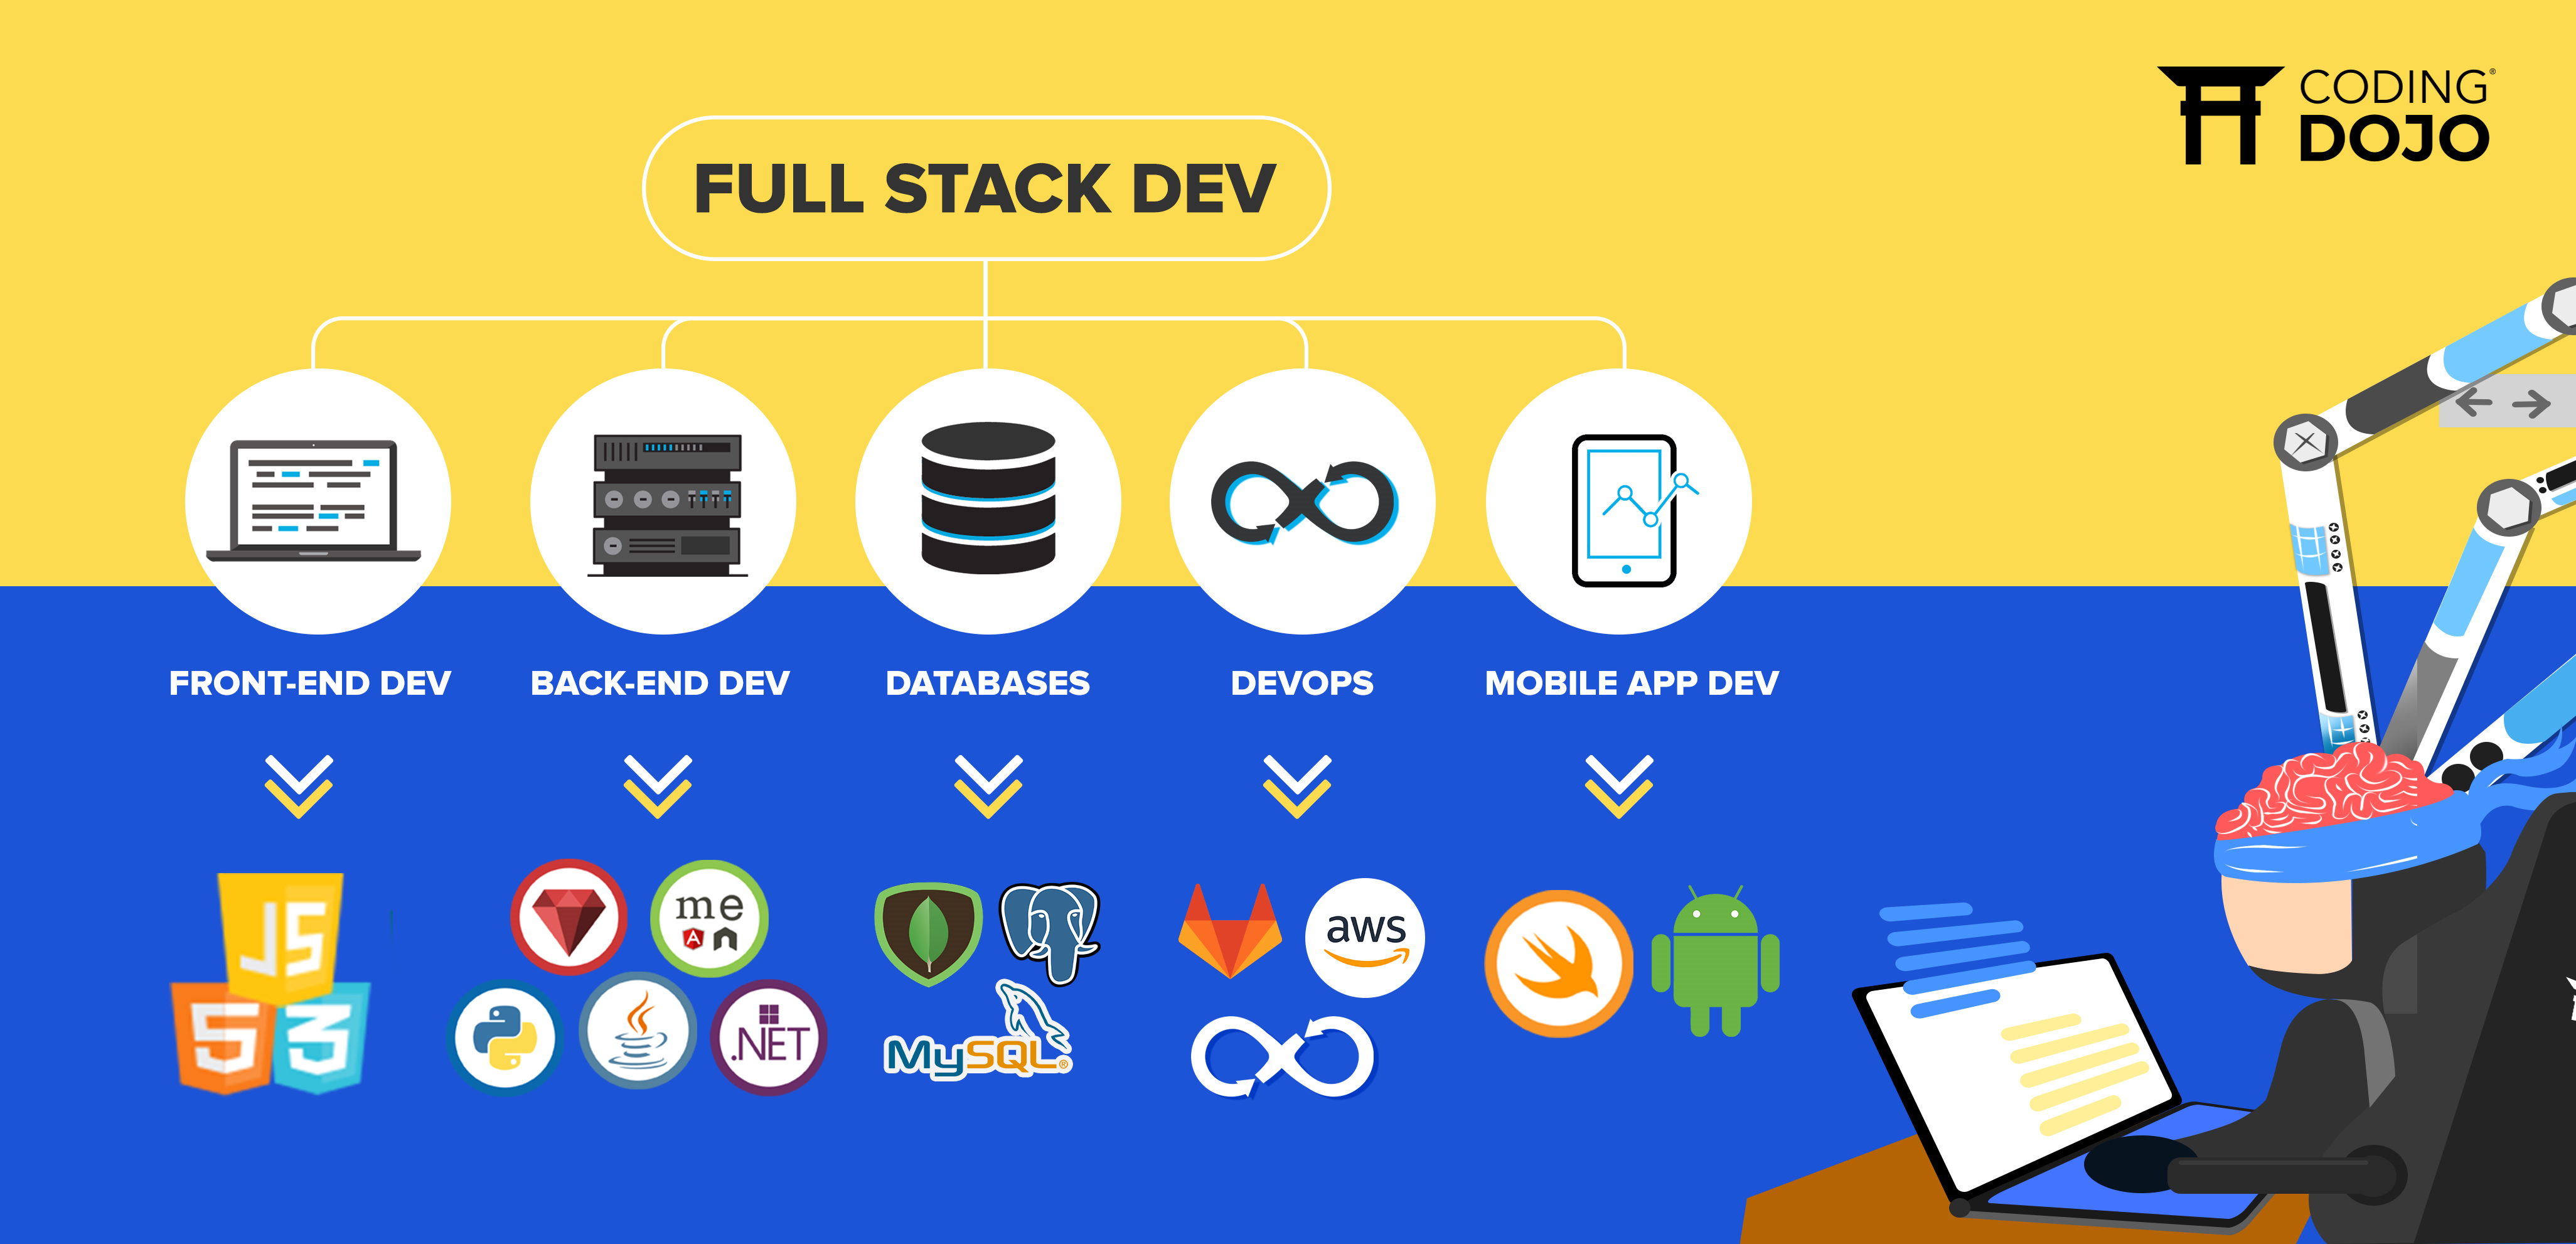 CODING®
DOJO
FULL STACK DEV
FRONT-END DEV
BACK-END DEV
DATABASES
DEVOPS
MOBILE APP DEV
JS
5
3
me
A n
.NET
MySQL®
aws